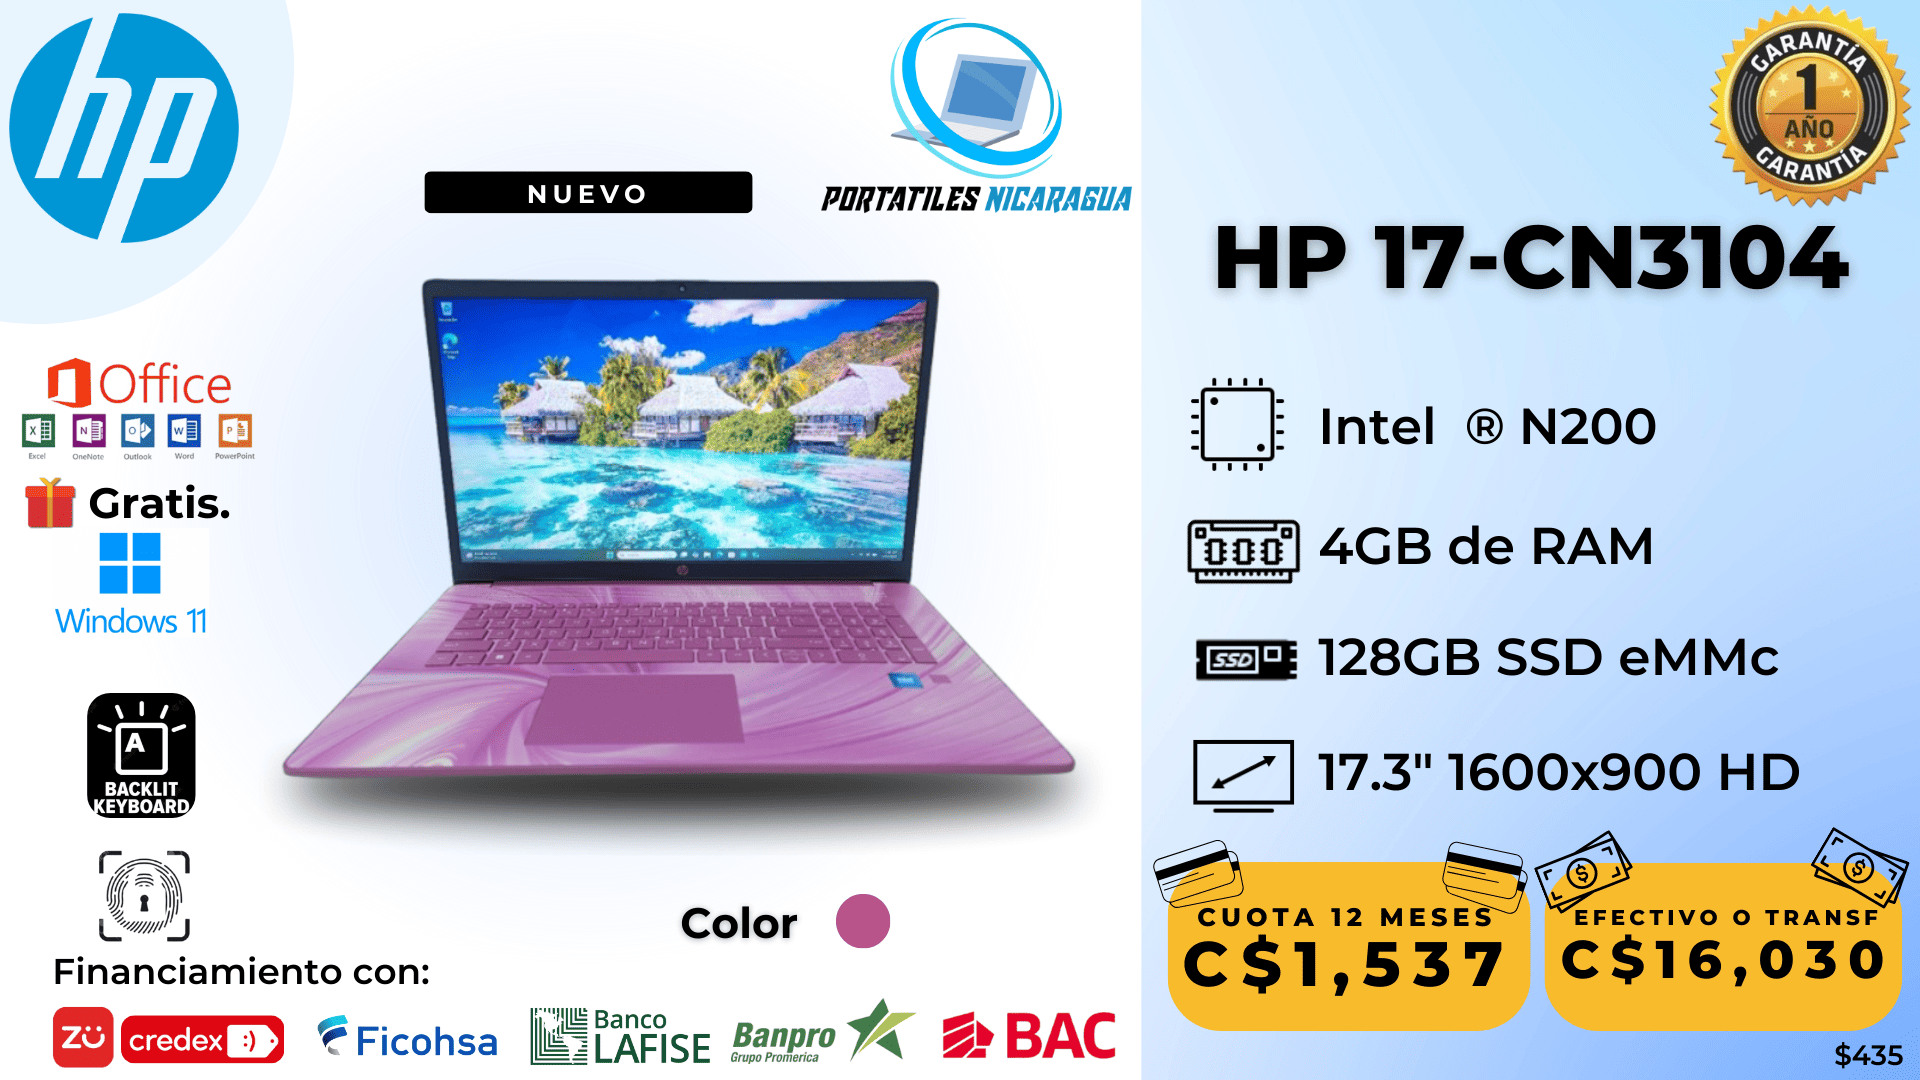 hp
NUEVO
PORTATILES NICARAGUA
GARANTÍA
1
AÑO
GARANTÍA
HP 17-CN3104
Office
Excel OneNote Outlook Word PowerPoint
Gratis.
Windows 11
A
BACKLIT
KEYBOARD
Intel ® N200
4GB de RAM
SSD
128GB SSD eMMc
17.3" 1600x900 HD
Color
CUOTA 12 MESES
C$1,537
EFECTIVO O TRANSF
C$16,030
$435
Financiamiento con:
ZU
credex
Ficohsa
Banco
LAFISE
Banpro
Grupo Promerica
BAC